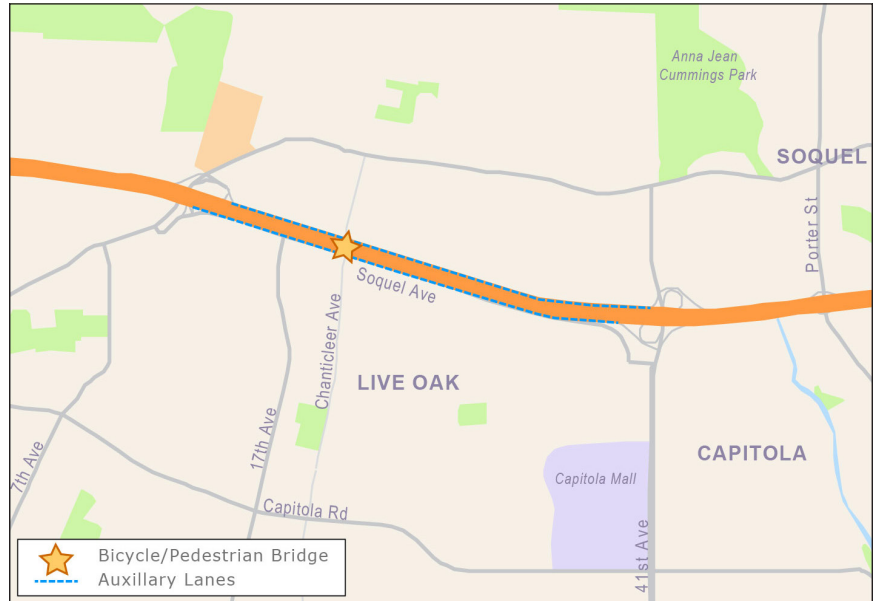 Anna Jean
Cummings Park
SOQUEL
Porter St
Soquel Ave
Chanticleer Ave
LIVE OAK
17th Ave
7th Ave
CAPITOLA
Capitola Mall
Capitola Rd
41st Ave
Bicycle/Pedestrian Bridge
Auxillary Lanes